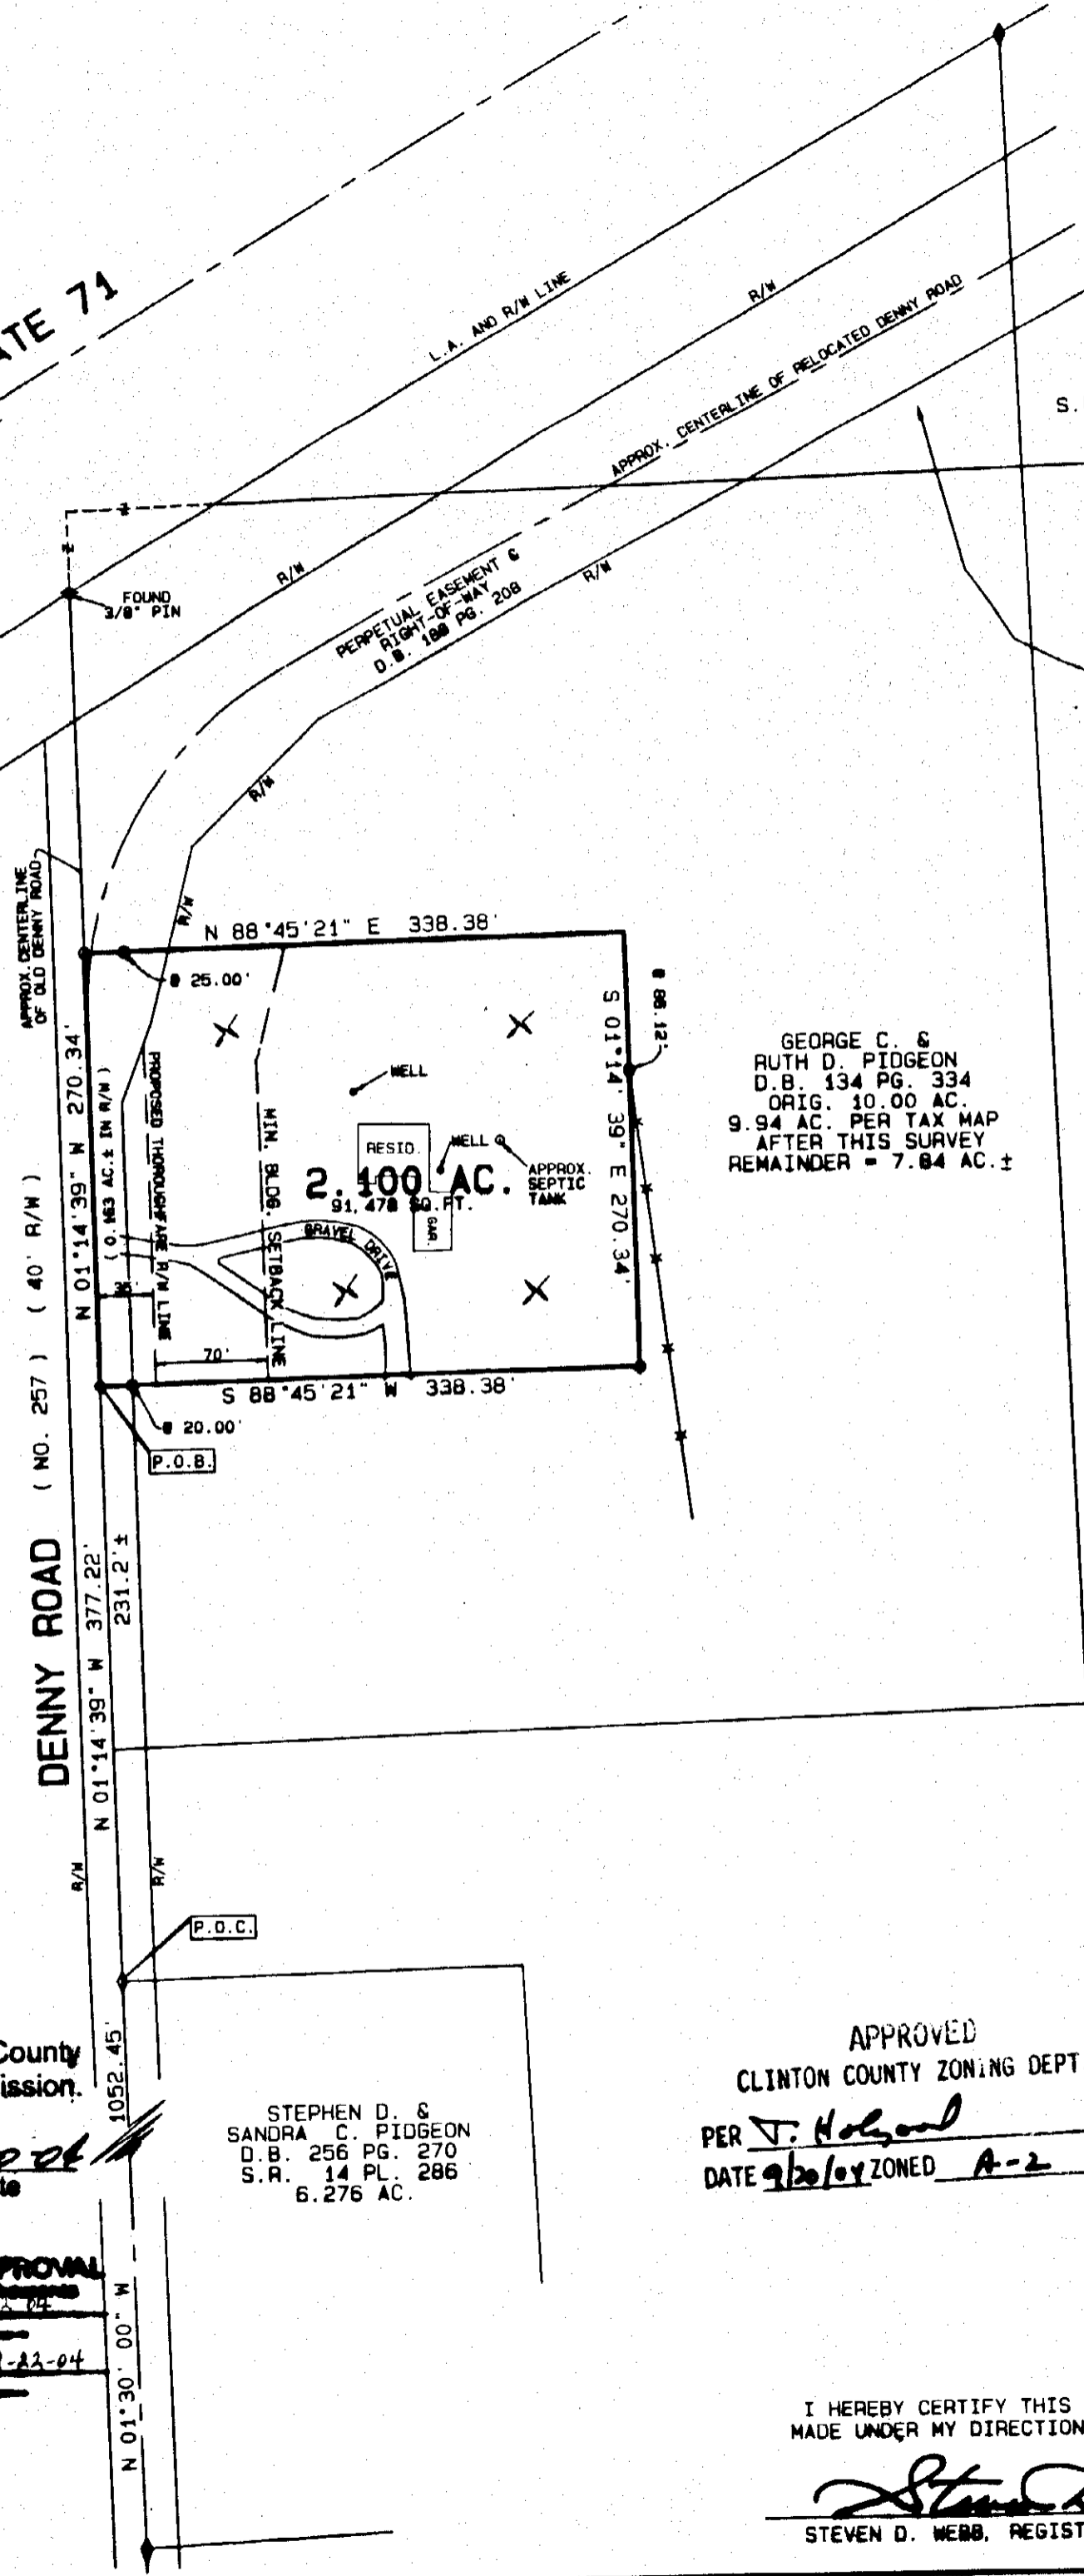 71
L.A. AND R/W LINE
R/W
APPROX. CENTERLINE OF RELOCATED DENNY ROAD
S.
FOUND
3/8" PIN
R/W
PERPETUAL EASEMENT &
RIGHT-OF-WAY
D.B. 188 PG. 208
R/W
R/W
R/W
APPROX. CENTERLINE
OF OLD DENNY ROAD
N 88°45'21" E 338.38'
@ 25.00'
@ 86.12'
S 01°14'39" E 270.34'
N 01°14'39" W 270.34'
( 0.163 AC.± IN R/W )
PROPOSED THOROUGHFARE R/W LINE
MIN. BLDG. SETBACK LINE
WELL
RESID.
WELL
APPROX.
SEPTIC
TANK
2.100 AC.
91,478 SQ.FT.
GAR.
GRAVEL DRIVE
70'
S 88°45'21" W 338.38'
@ 20.00'
P.O.B.
GEORGE C. &
RUTH D. PIDGEON
D.B. 134 PG. 334
ORIG. 10.00 AC.
9.94 AC. PER TAX MAP
AFTER THIS SURVEY
REMAINDER = 7.84 AC.±
DENNY ROAD ( NO. 257 ) ( 40' R/W )
N 01°14'39" W 377.22'
231.2'±
R/W
R/W
P.O.C.
1052.45'
County
STEPHEN D. &
SANDRA C. PIDGEON
D.B. 256 PG. 270
S.R. 14 PL. 286
6.276 AC.
APPROVED
CLINTON COUNTY ZONING DEPT
PER
DATE 9/20/04 ZONED A-2
-22-04
N 01°30'00" W
I HEREBY CERTIFY THIS
MADE UNDER MY DIRECTION
STEVEN D. WEBB, REGIST